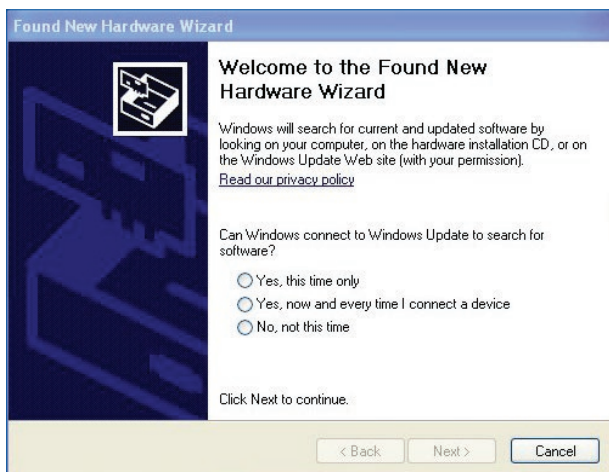 Found New Hardware Wizard
Welcome to the Found New
Hardware Wizard
Windows will search for current and updated software by
looking on your computer, on the hardware installation CD, or on
the Windows Update Web site (with your permission).
Read our privacy policy
Can Windows connect to Windows Update to search for
software?
Yes, this time only
Yes, now and every time I connect a device
No, not this time
Click Next to continue.
< Back Next > Cancel